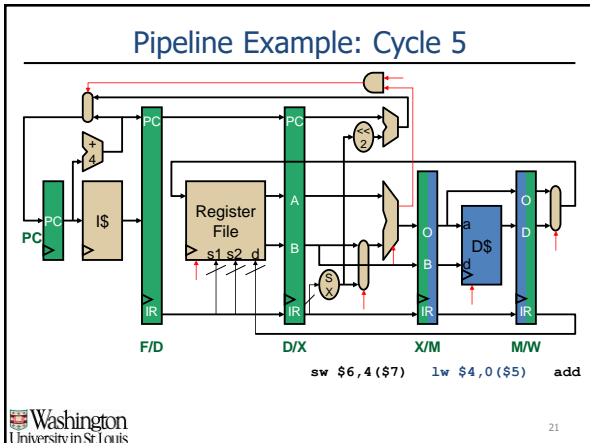 Pipeline Example: Cycle 5
PC
+
4
PC
I$
PC
PC
IR
F/D
Register
File
s1 s2 d
PC
A
B
IR
D/X
<<
2
S
X
O
B
IR
X/M
a
D$
d
O
D
IR
M/W
sw $6,4($7) lw $4,0($5) add
Washington
University in St.Louis
21